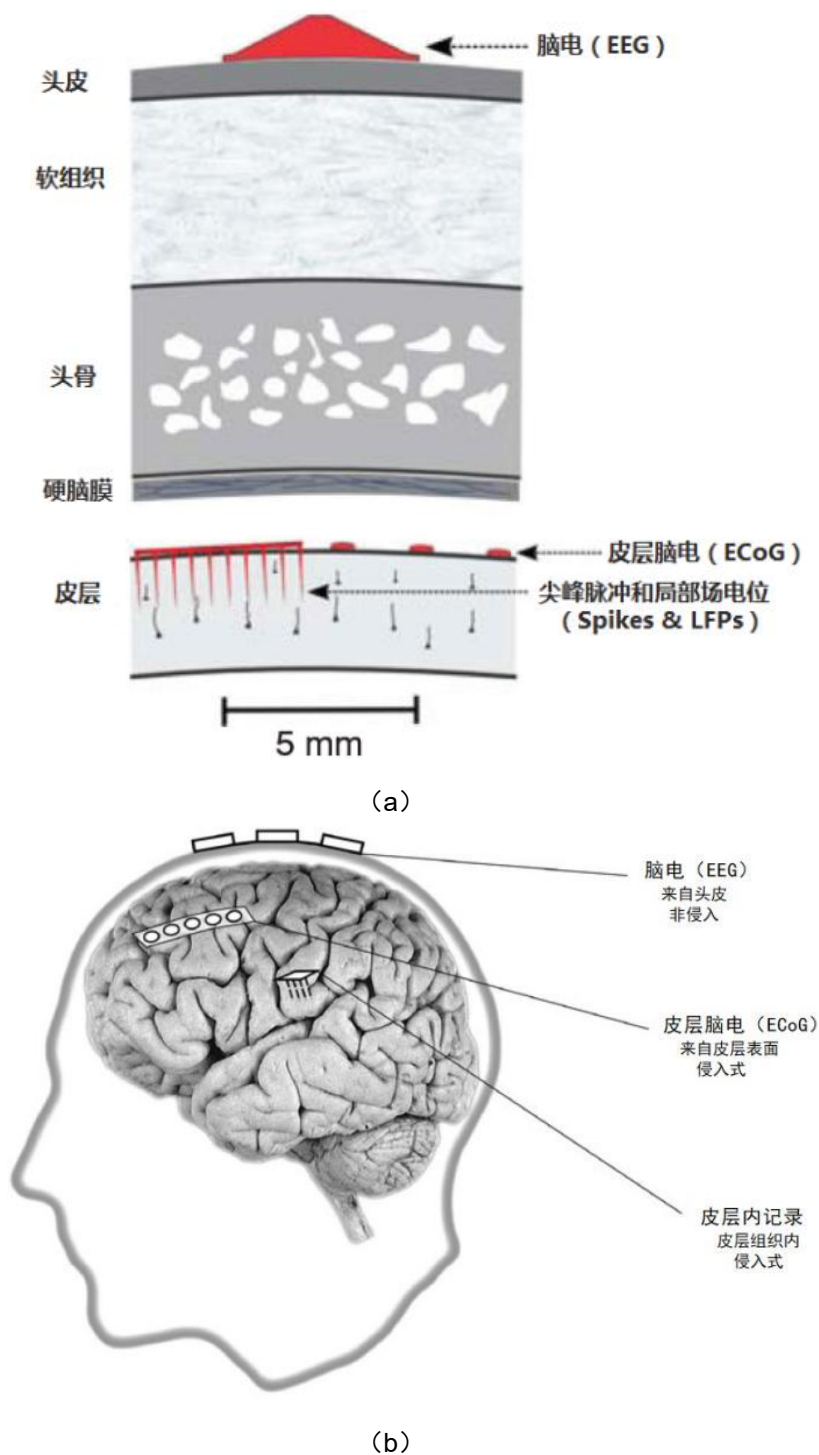 脑电（EEG）
头皮
软组织
头骨
硬脑膜
皮层脑电（ECoG）
皮层
尖峰脉冲和局部场电位
（Spikes & LFPs）
5 mm
（a）
脑电（EEG）
来自头皮
非侵入
皮层脑电（ECoG）
来自皮层表面
侵入式
皮层内记录
皮层组织内
侵入式
（b）